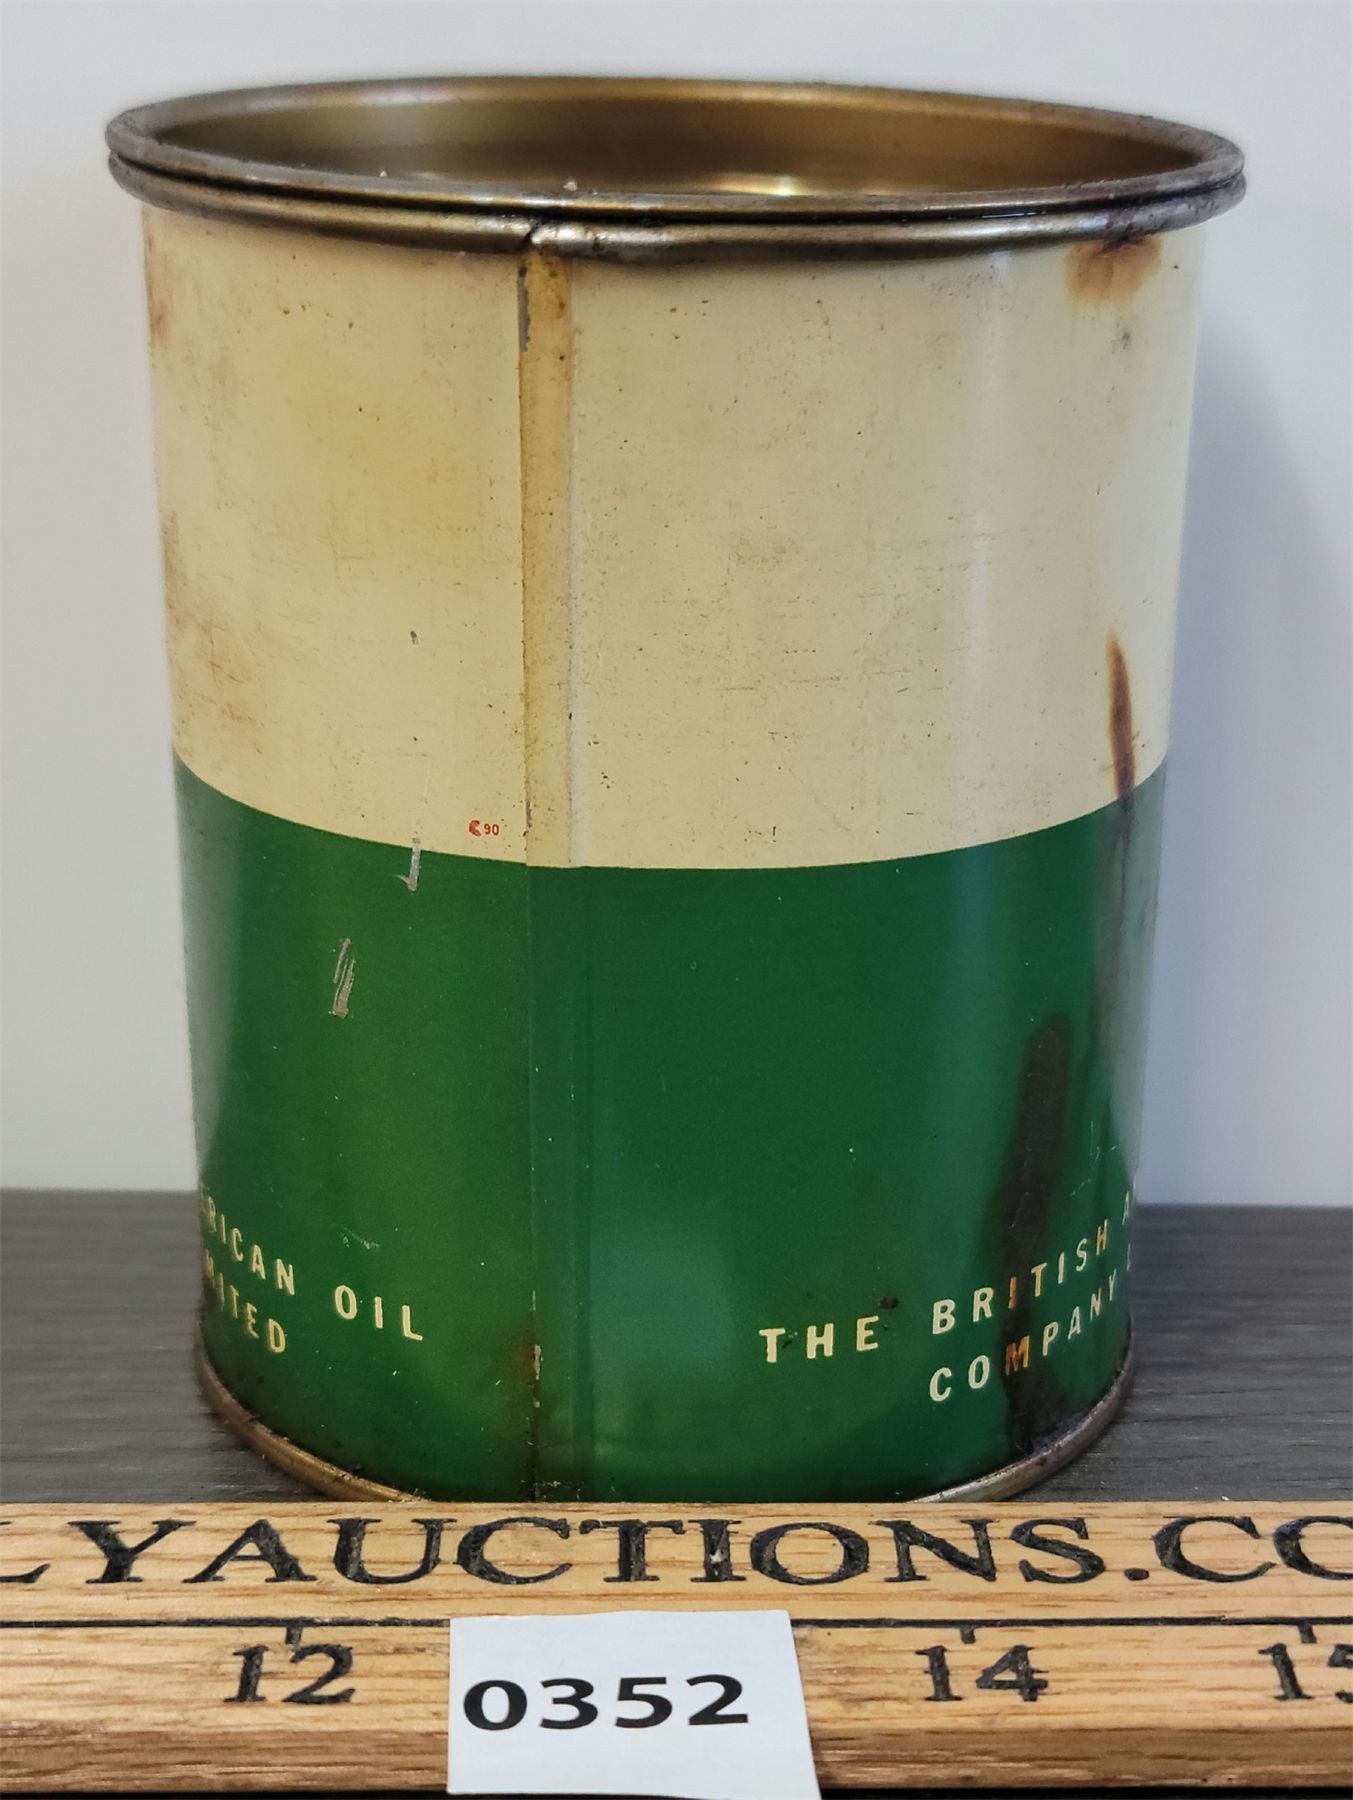 C90
RICAN OIL
MITED
THE BRITISH A
COMPANY L
LYAUCTIONS.CO
12 14 15
0352